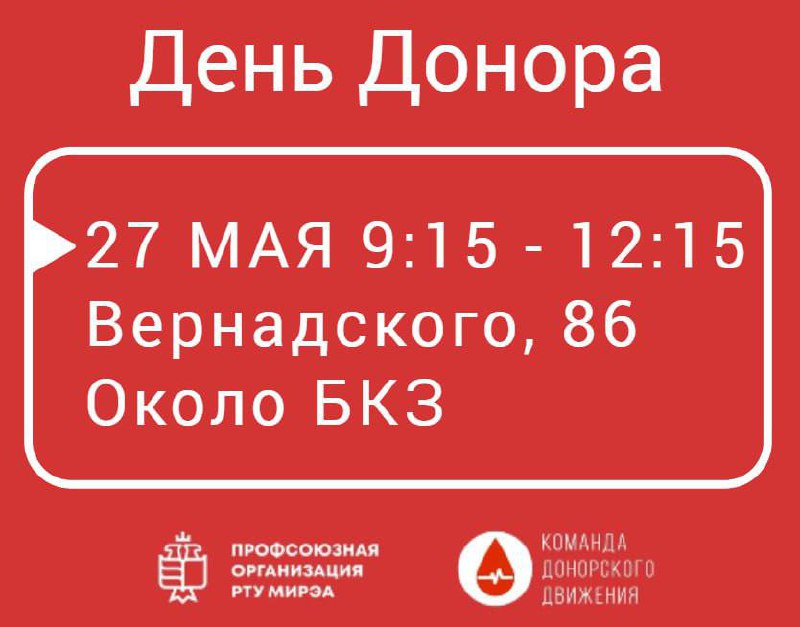 День Донора
27 МАЯ 9:15 - 12:15
Вернадского, 86
Около БКЗ
ПРОФСОЮЗНАЯ
ОРГАНИЗАЦИЯ
РТУ МИРЭА
КОМАНДА
ДОНОРСКОГО
ДВИЖЕНИЯ